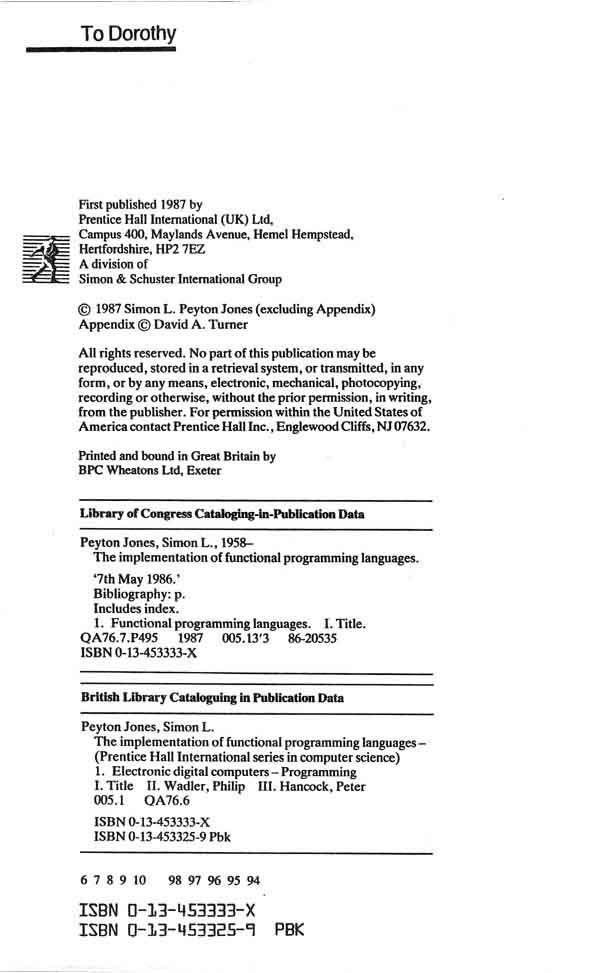 To Dorothy
First published 1987 by
Prentice Hall International (UK) Ltd,
Campus 400, Maylands Avenue, Hemel Hempstead,
Hertfordshire, HP2 7EZ
A division of
Simon & Schuster International Group
© 1987 Simon L. Peyton Jones (excluding Appendix)
Appendix © David A. Turner
All rights reserved. No part of this publication may be
reproduced, stored in a retrieval system, or transmitted, in any
form, or by any means, electronic, mechanical, photocopying,
recording or otherwise, without the prior permission, in writing,
from the publisher. For permission within the United States of
America contact Prentice Hall Inc., Englewood Cliffs, NJ 07632.
Printed and bound in Great Britain by
BPC Wheatons Ltd, Exeter
Library of Congress Cataloging-in-Publication Data
Peyton Jones, Simon L., 1958–
The implementation of functional programming languages.
‘7th May 1986.’
Bibliography: p.
Includes index.
1. Functional programming languages. I. Title.
QA76.7.P495 1987 005.13'3 86-20535
ISBN 0-13-453333-X
British Library Cataloguing in Publication Data
Peyton Jones, Simon L.
The implementation of functional programming languages –
(Prentice Hall International series in computer science)
1. Electronic digital computers – Programming
I. Title II. Wadler, Philip III. Hancock, Peter
005.1 QA76.6
ISBN 0-13-453333-X
ISBN 0-13-453325-9 Pbk
6 7 8 9 10 98 97 96 95 94
ISBN 0-13-453333-X
ISBN 0-13-453325-9 PBK